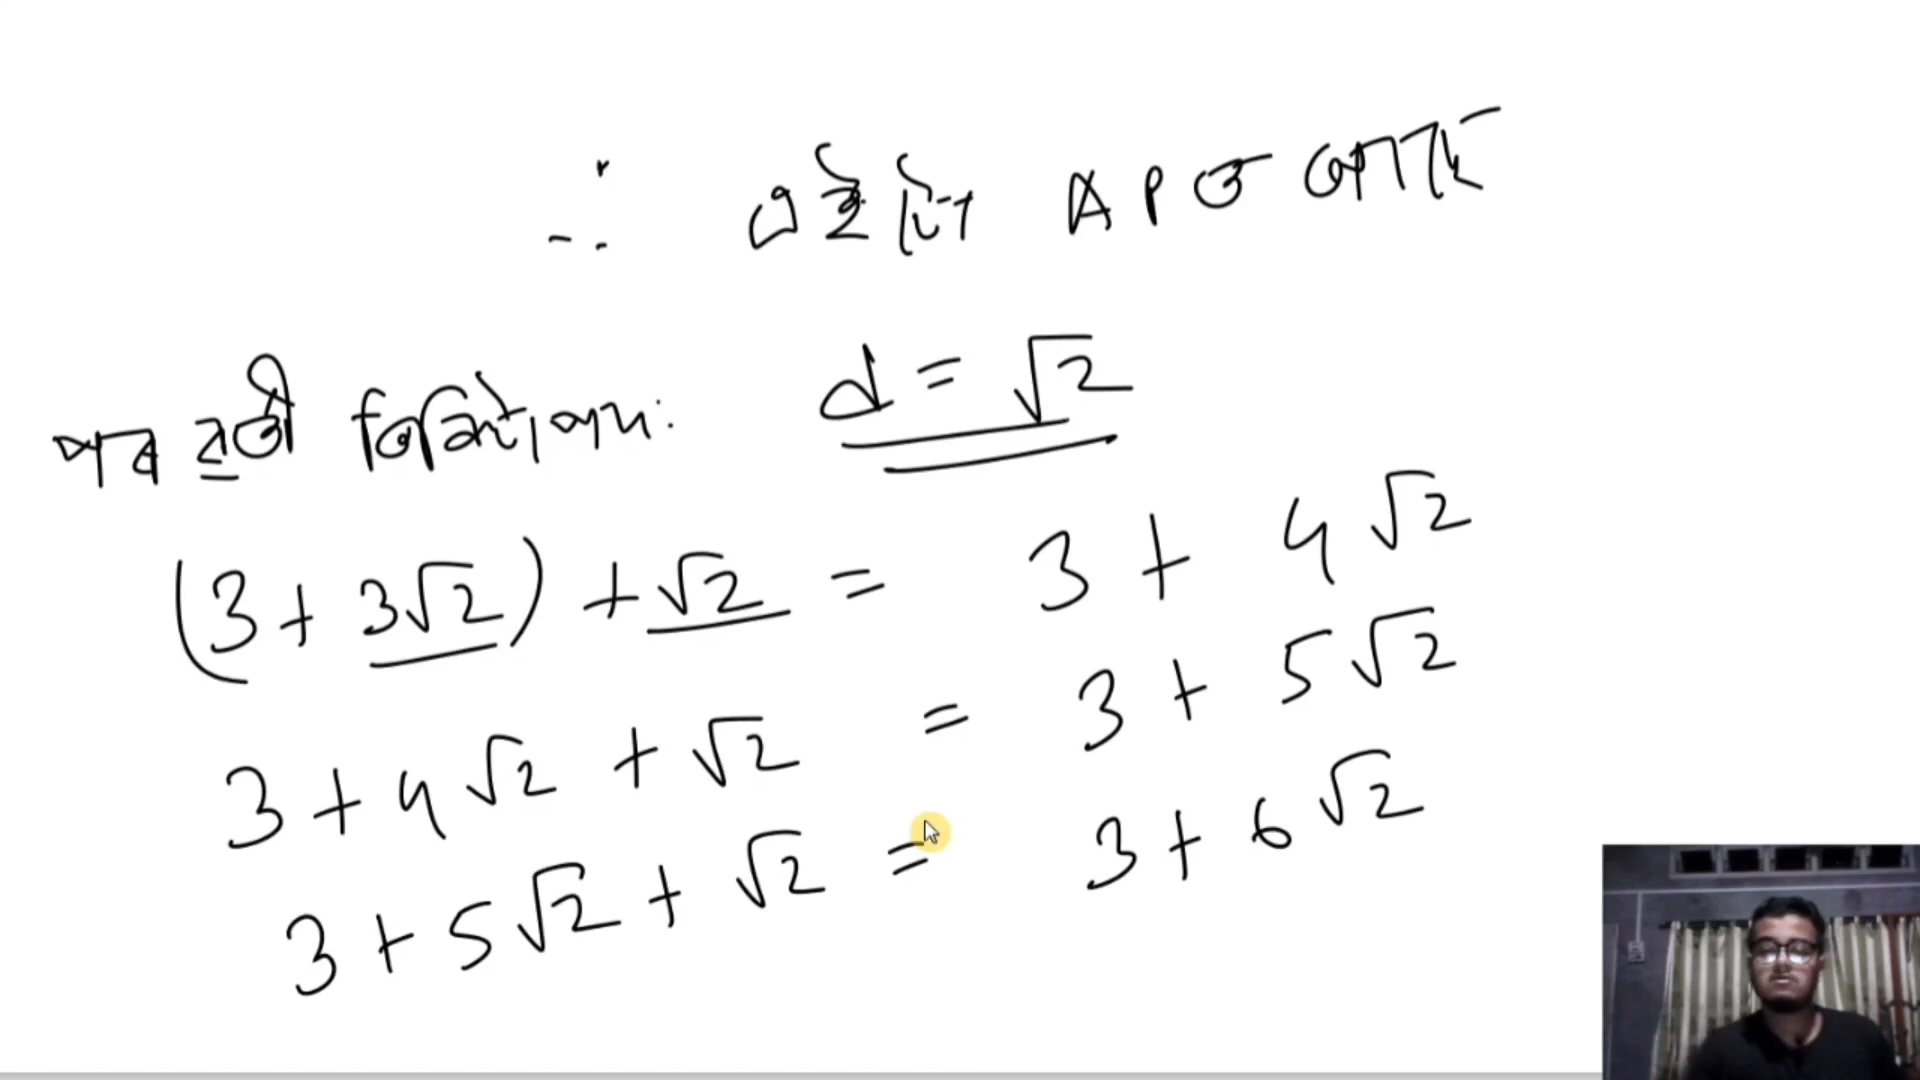 ∴ এইটো AP ত আছে
পৰৱৰ্তী তিনিটা পদ: d = √2
(3 + 3√2) + √2 = 3 + 4√2
3 + 4√2 + √2 = 3 + 5√2
3 + 5√2 + √2 = 3 + 6√2